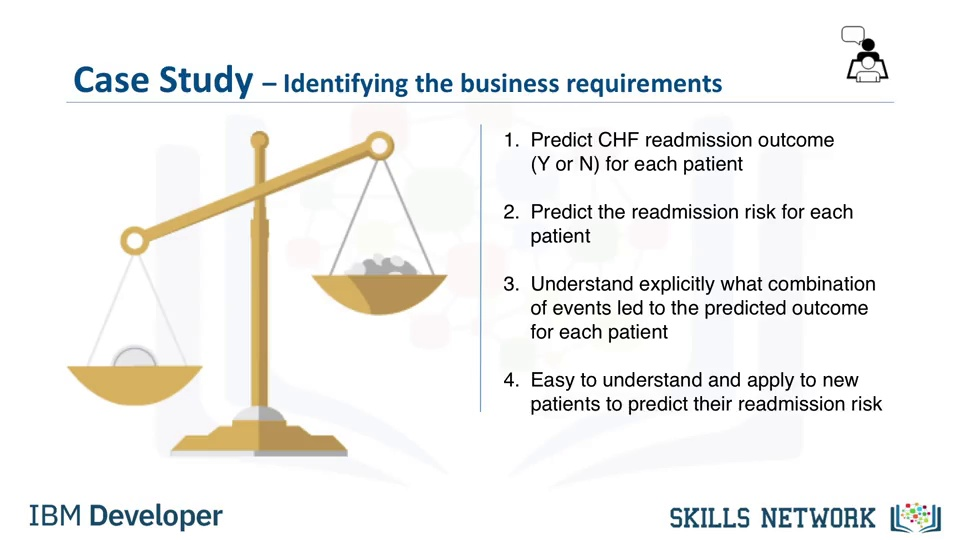 Case Study – Identifying the business requirements
1. Predict CHF readmission outcome
(Y or N) for each patient
2. Predict the readmission risk for each
patient
3. Understand explicitly what combination
of events led to the predicted outcome
for each patient
4. Easy to understand and apply to new
patients to predict their readmission risk
IBM Developer
SKILLS NETWORK